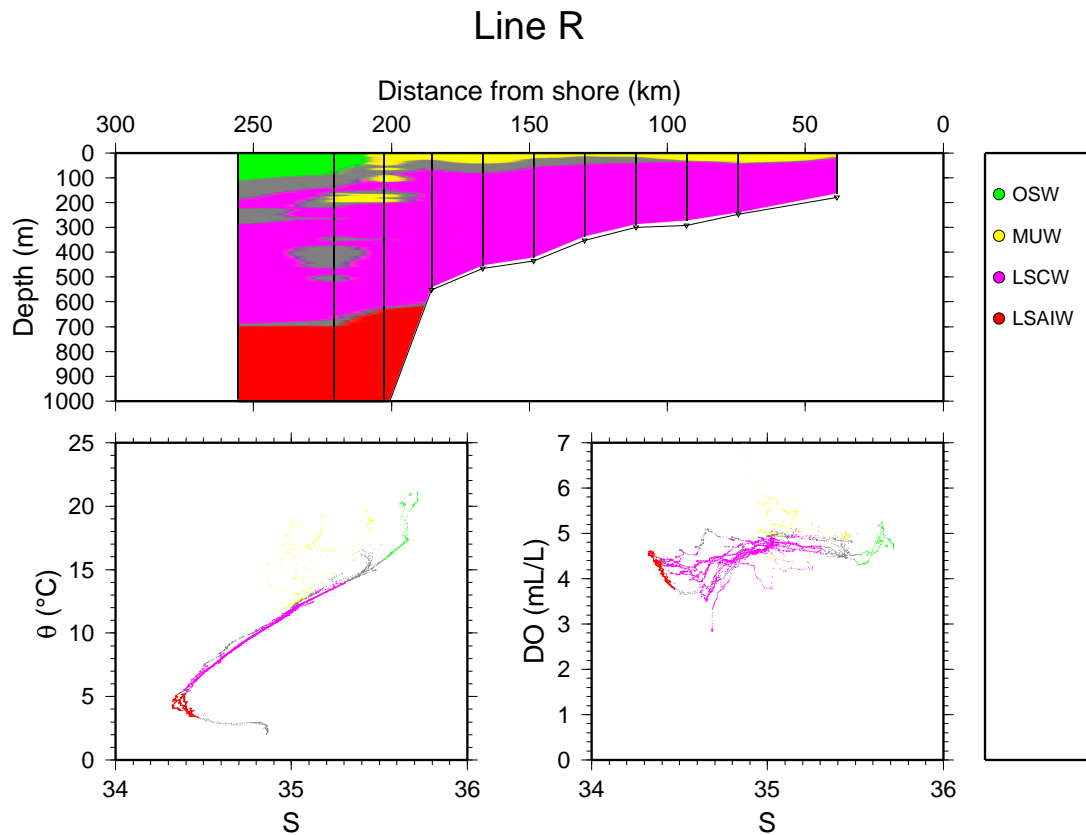 Line R
Distance from shore (km)
300 250 200 150 100 50 0
Depth (m)
0
100
200
300
400
500
600
700
800
900
1000
OSW
MUW
LSCW
LSAIW
θ (°C)
25
20
15
10
5
0
34 35 36
S
DO (mL/L)
7
6
5
4
3
2
1
0
34 35 36
S